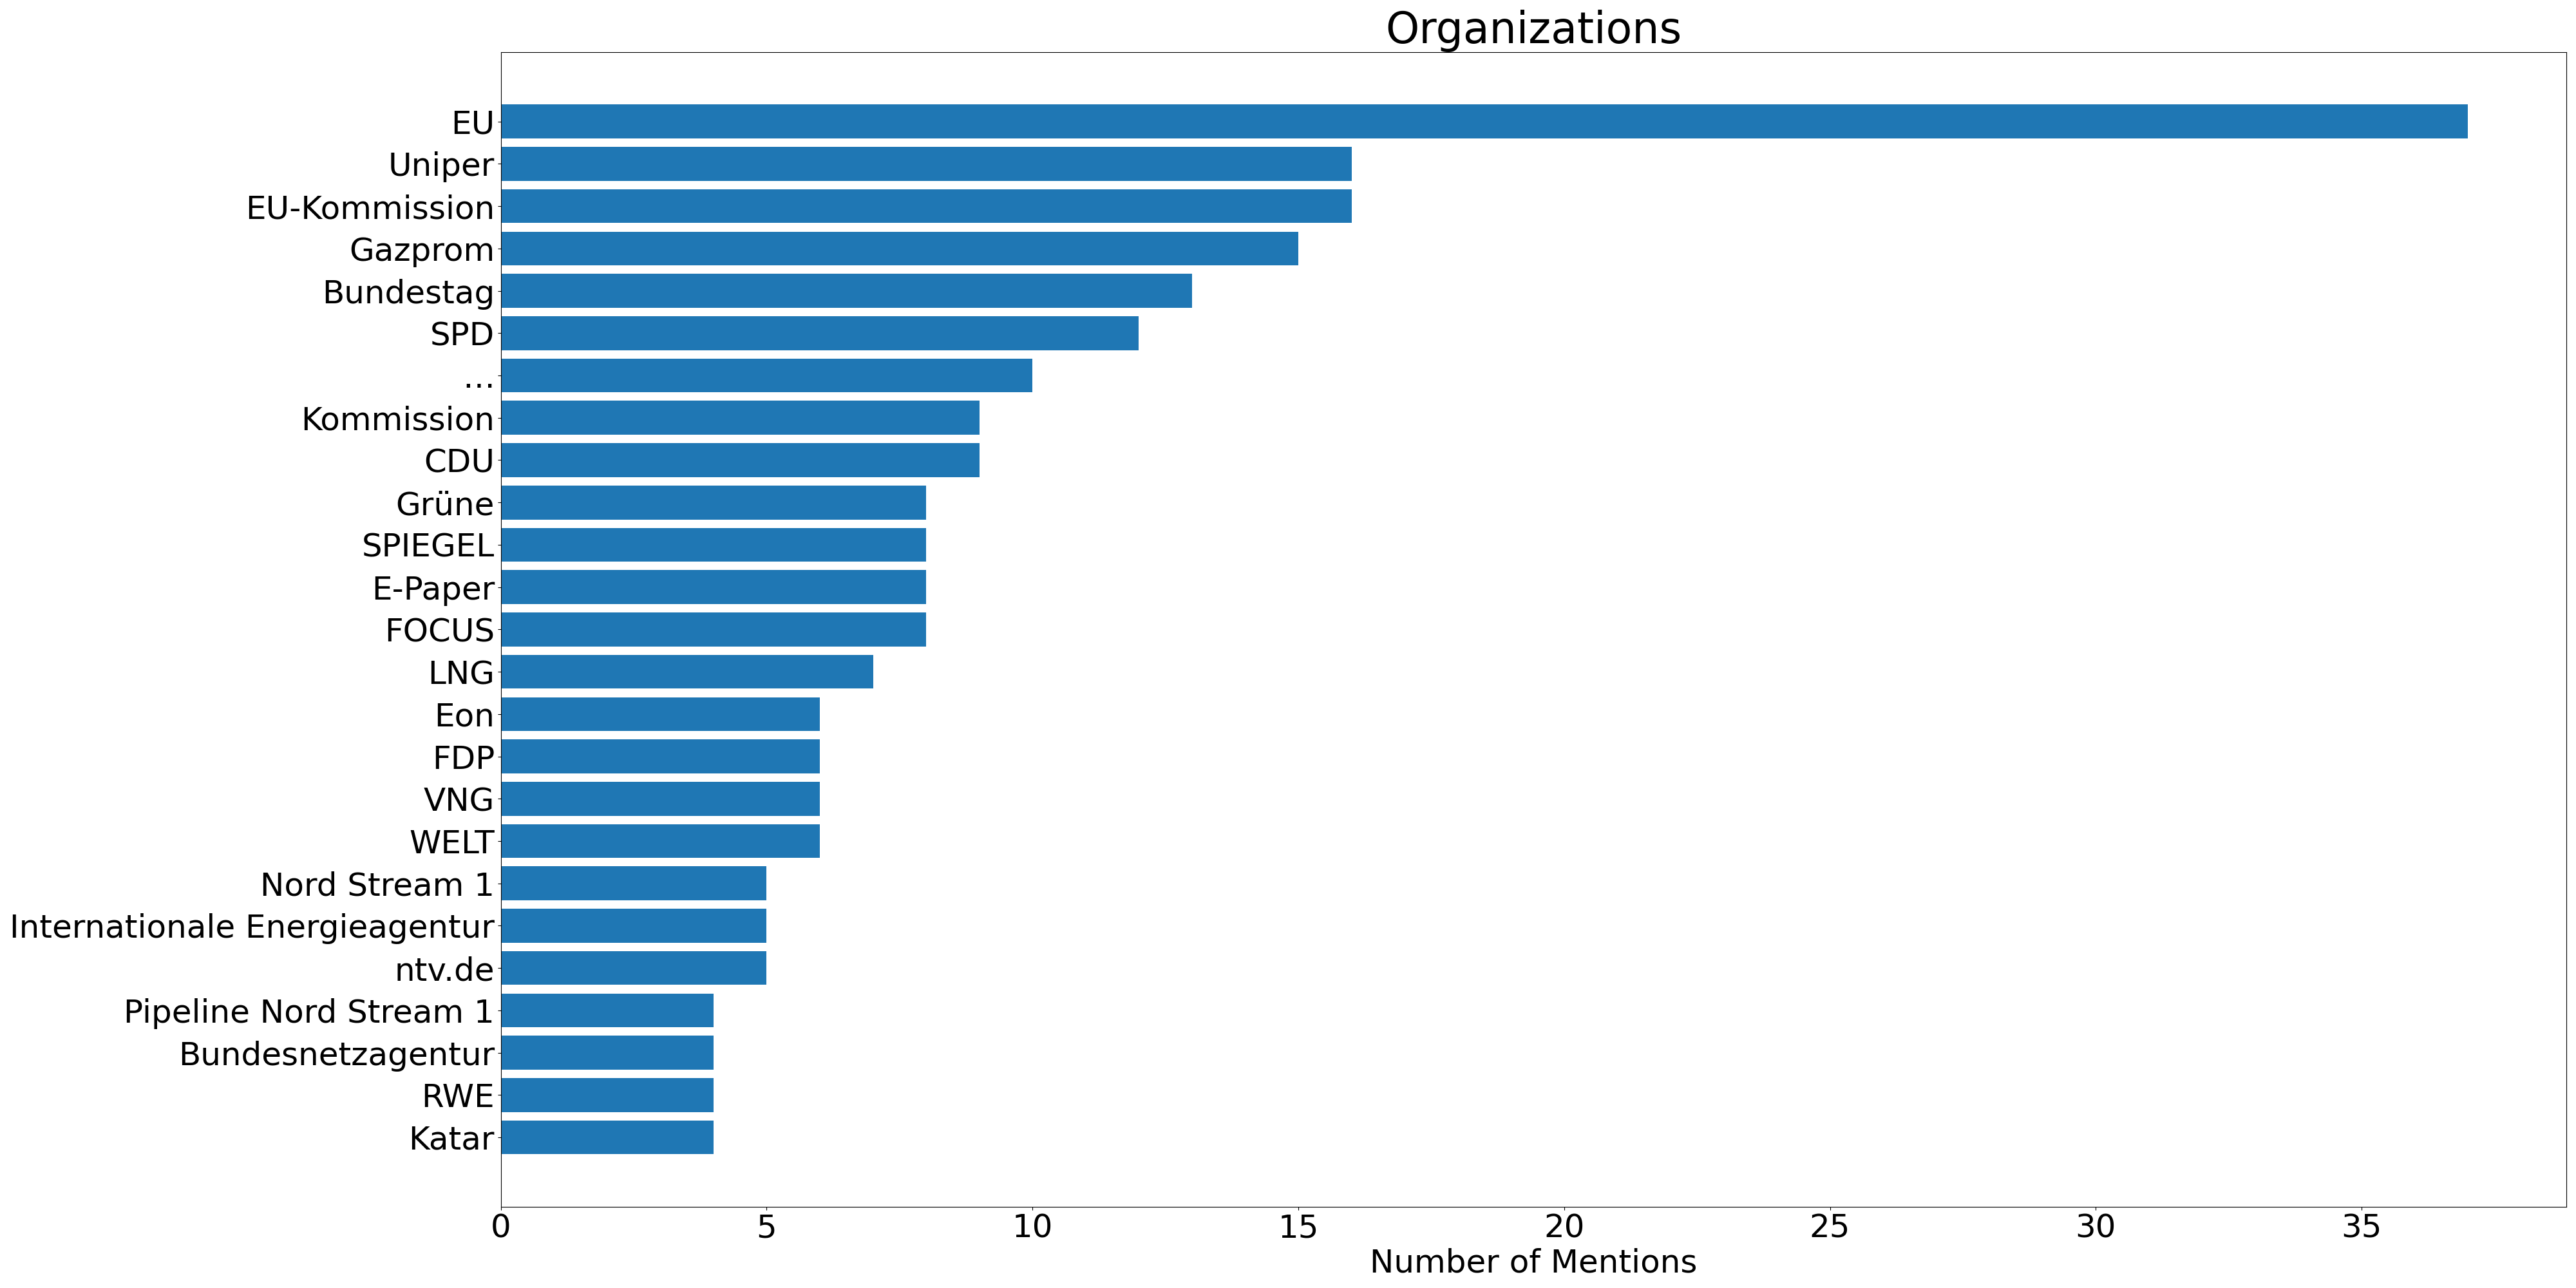 Organizations
EU
Uniper
EU-Kommission
Gazprom
Bundestag
SPD
...
Kommission
CDU
Grüne
SPIEGEL
E-Paper
FOCUS
LNG
Eon
FDP
VNG
WELT
Nord Stream 1
Internationale Energieagentur
ntv.de
Pipeline Nord Stream 1
Bundesnetzagentur
RWE
Katar
0 5 10 15 20 25 30 35
Number of Mentions